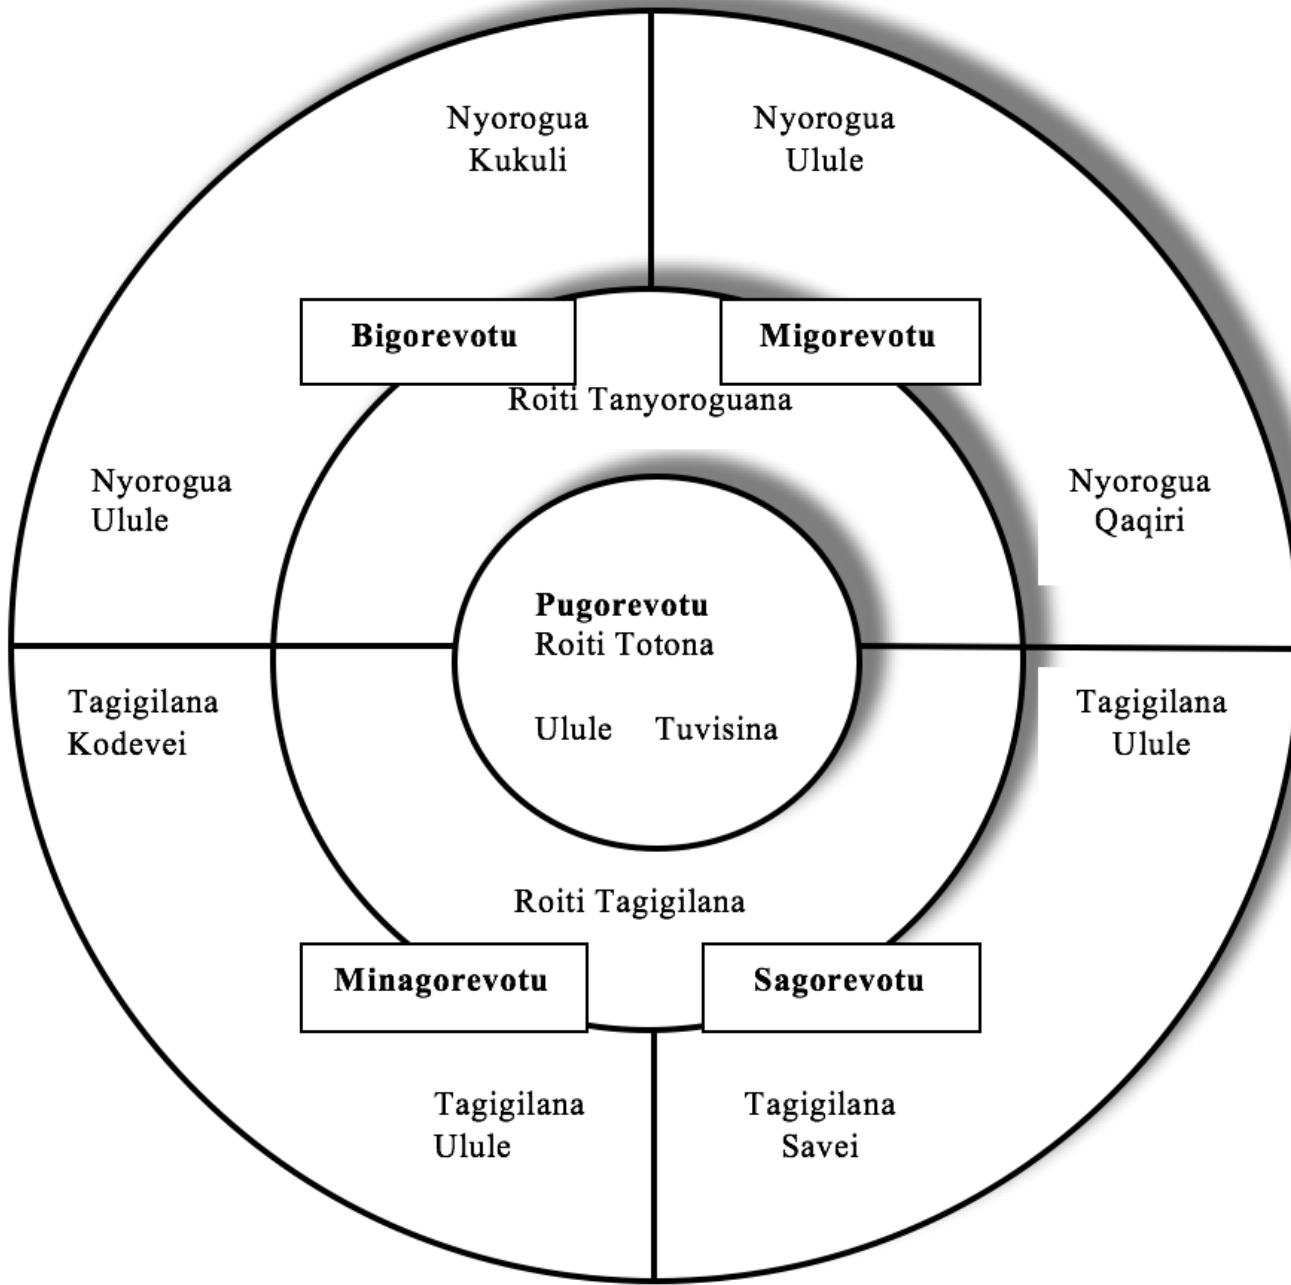 Nyorogua
Kukuli
Nyorogua
Ulule
Bigorevotu
Migorevotu
Roiti Tanyoroguana
Nyorogua
Ulule
Nyorogua
Qaqiri
Pugorevotu
Roiti Totona
Ulule Tuvisina
Tagigilana
Kodevei
Tagigilana
Ulule
Roiti Tagigilana
Minagorevotu
Sagorevotu
Tagigilana
Ulule
Tagigilana
Savei